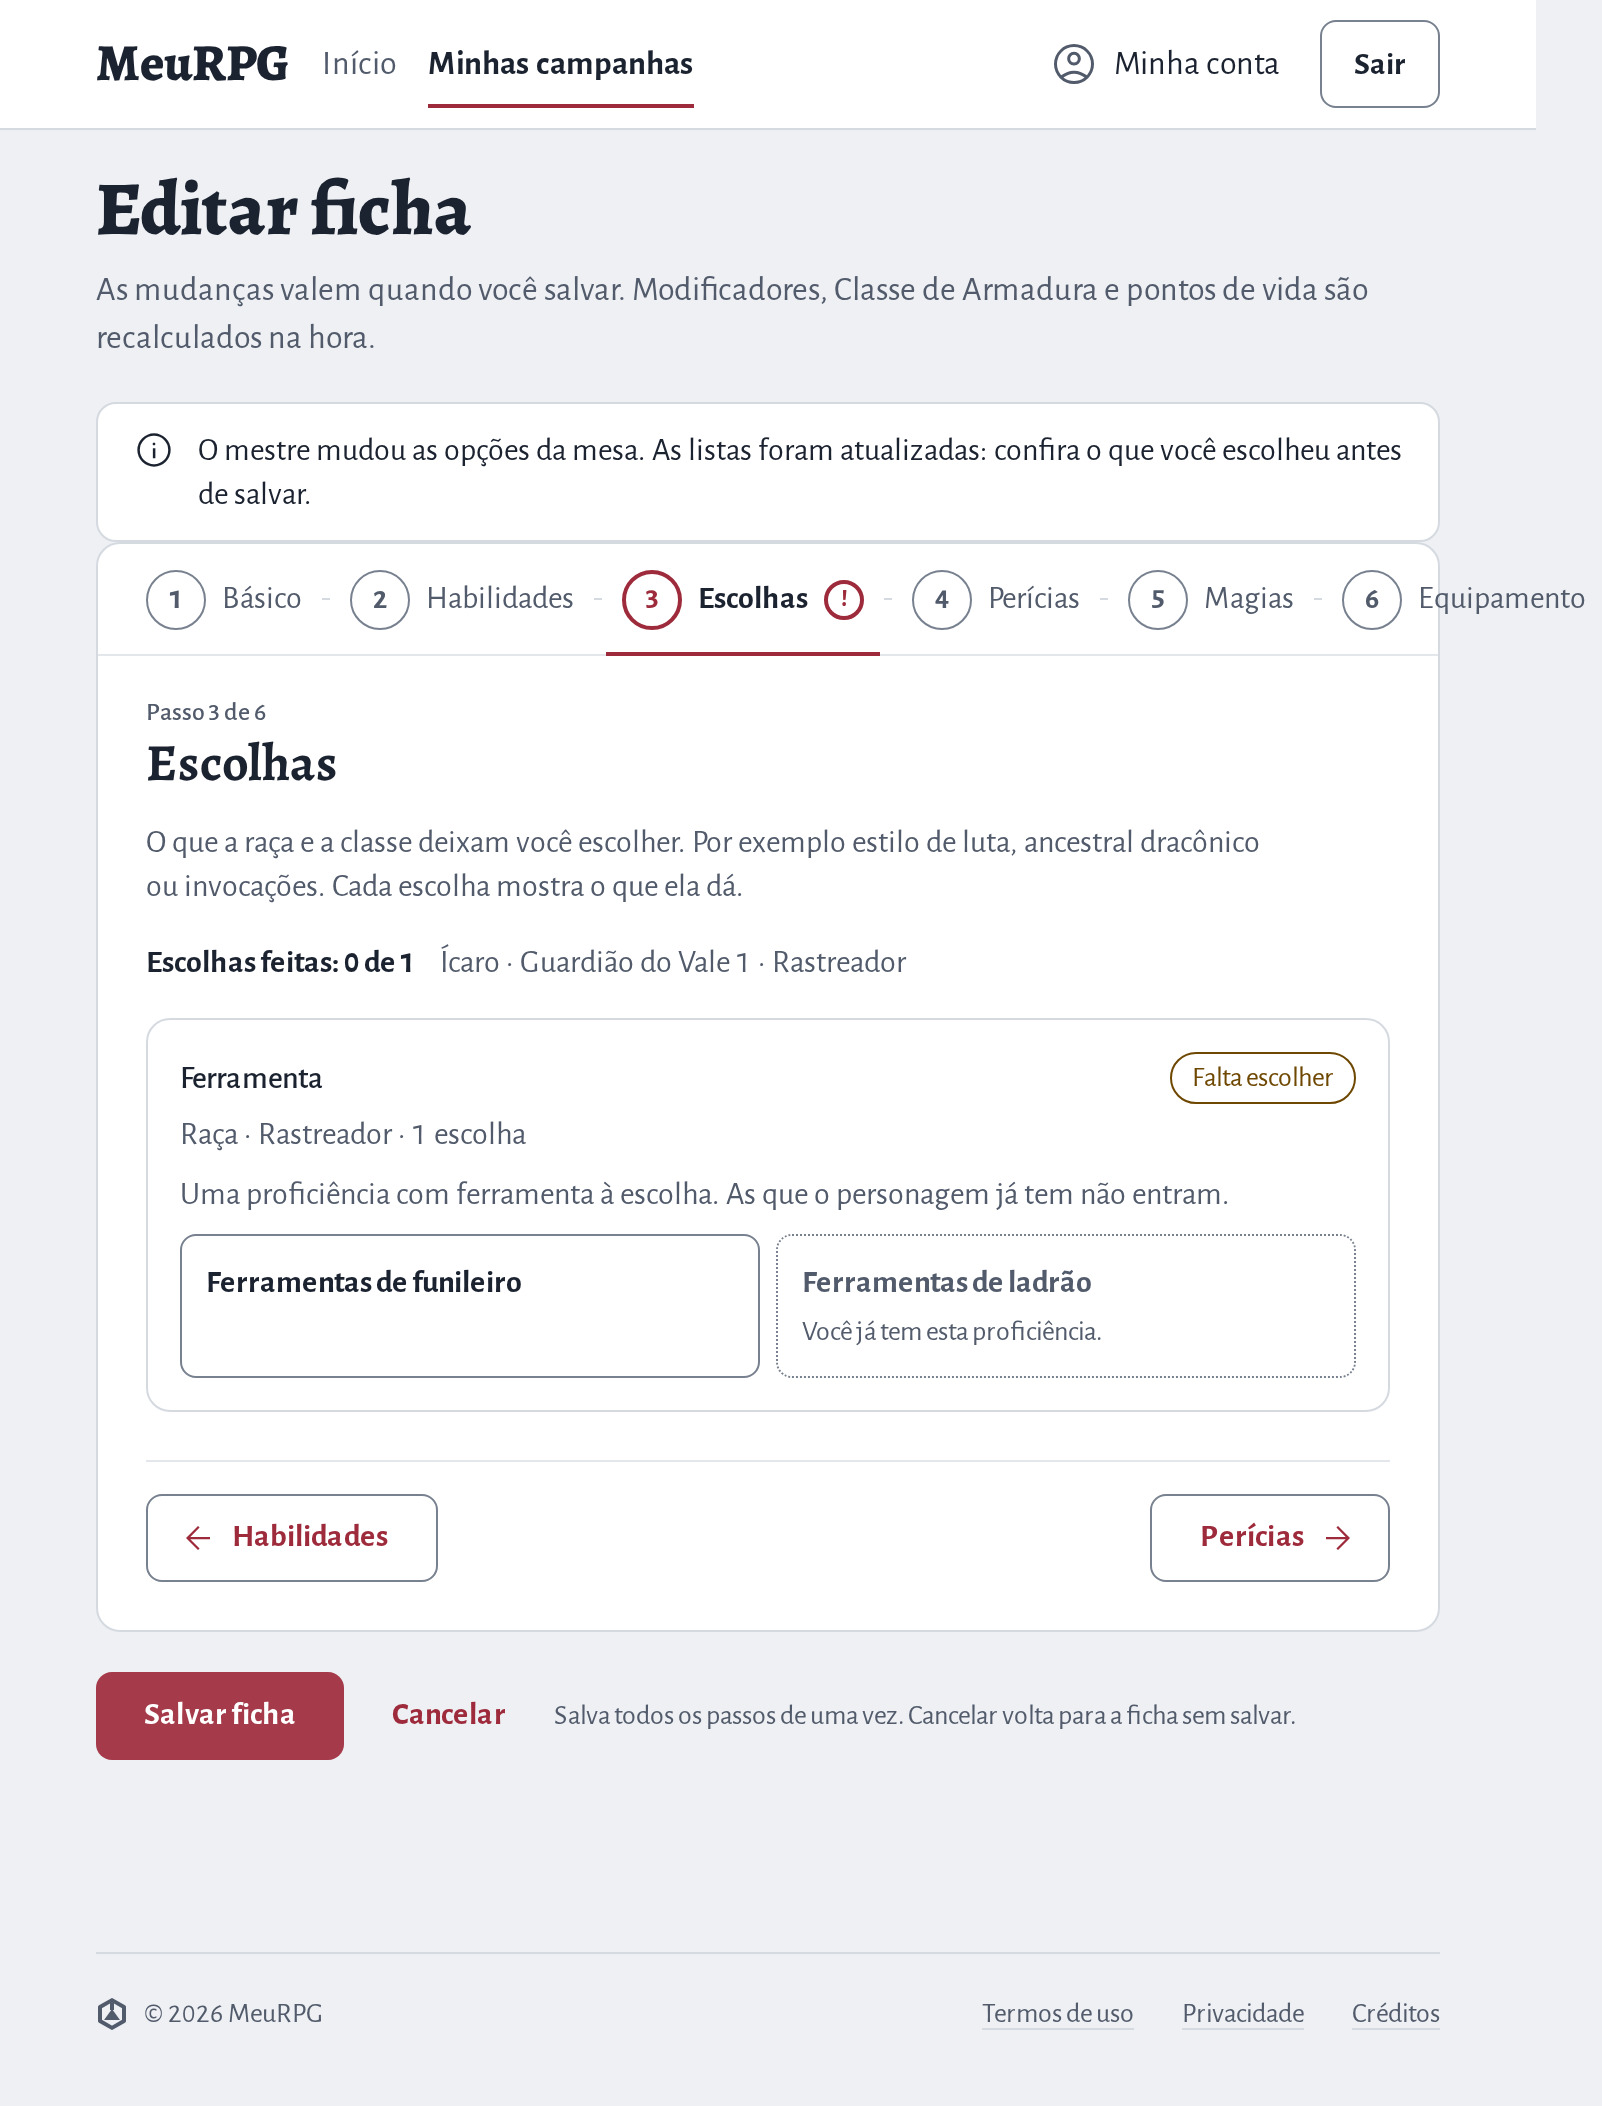 MeuRPG Início Minhas campanhas Minha conta Sair
Editar ficha
As mudanças valem quando você salvar. Modificadores, Classe de Armadura e pontos de vida são
recalculados na hora.
O mestre mudou as opções da mesa. As listas foram atualizadas: confira o que você escolheu antes
de salvar.
1 Básico - 2 Habilidades - 3 Escolhas ! - 4 Perícias - 5 Magias - 6 Equipamento
Passo 3 de 6
Escolhas
O que a raça e a classe deixam você escolher. Por exemplo estilo de luta, ancestral dracônico
ou invocações. Cada escolha mostra o que ela dá.
Escolhas feitas: 0 de 1 Ícaro · Guardião do Vale 1 · Rastreador
Ferramenta Falta escolher
Raça · Rastreador · 1 escolha
Uma proficiência com ferramenta à escolha. As que o personagem já tem não entram.
Ferramentas de funileiro Ferramentas de ladrão
Você já tem esta proficiência.
← Habilidades Perícias →
Salvar ficha Cancelar Salva todos os passos de uma vez. Cancelar volta para a ficha sem salvar.
© 2026 MeuRPG Termos de uso Privacidade Créditos